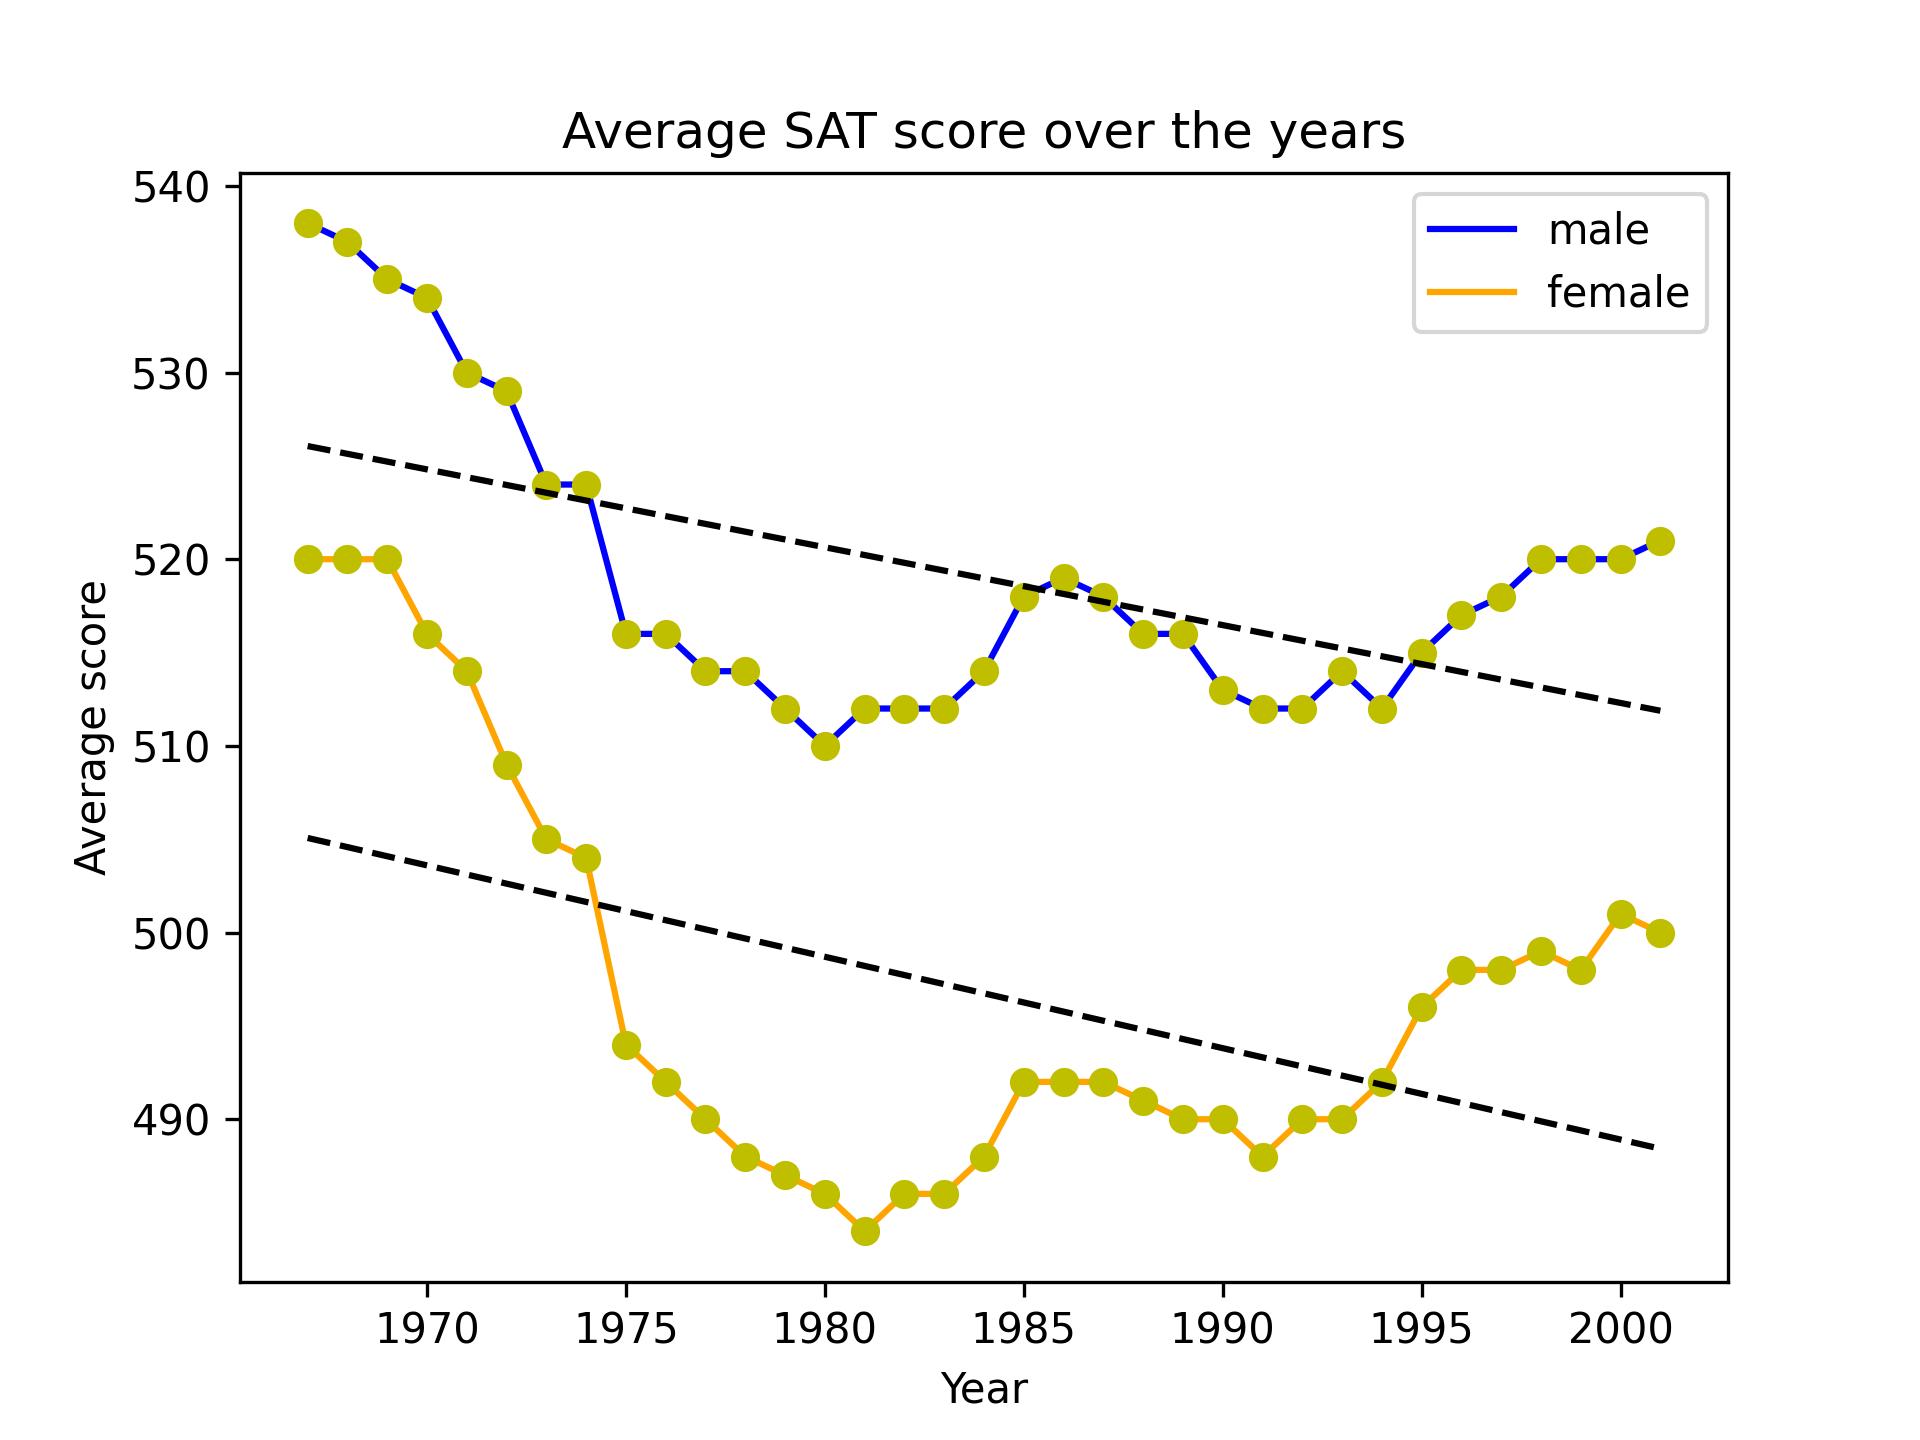 Average SAT score over the years
male
female
540
530
520
510
500
490
Average score
1970 1975 1980 1985 1990 1995 2000
Year